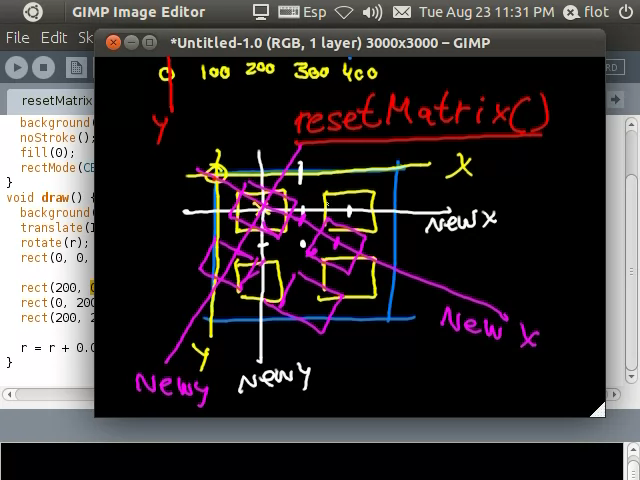 GIMP Image Editor
Esp
Tue Aug 23 11:31 PM
flot
File Edit Sk
*Untitled-1.0 (RGB, 1 layer) 3000x3000 – GIMP
RD
0 100 200 300 400
resetMatrix
Y
resetMatrix()
background(
noStroke();
fill(0);
rectMode(CE
}
void draw() {
background(
translate(1
rotate(r);
rect(0, 0,
rect(200, 0
rect(0, 200
rect(200, 2
r = r + 0.0
}
X
New X
New X
Y
New y
New y